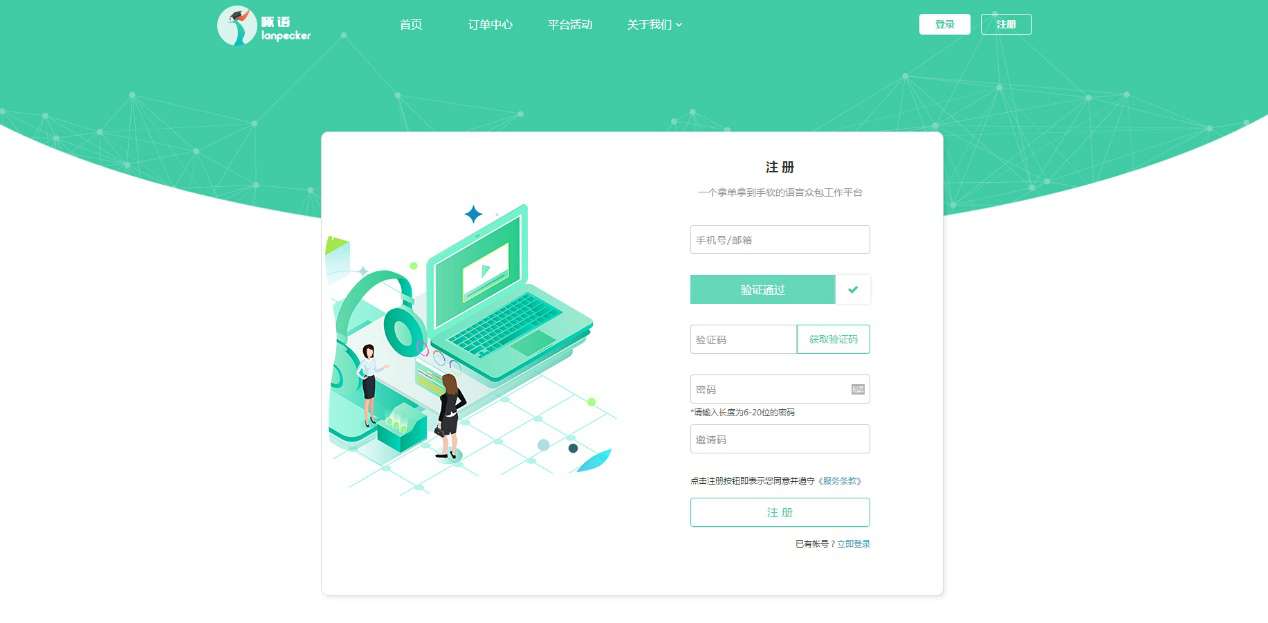 啄语
lanpecker
首页
订单中心
平台活动
关于我们
登录
注册
注 册
一个拿单拿到手软的语言众包工作平台
手机号/邮箱
验证通过
验证码
获取验证码
密码
*请输入长度为6-20位的密码
邀请码
点击注册按钮即表示您同意并遵守《服务条款》
注 册
已有帐号？立即登录